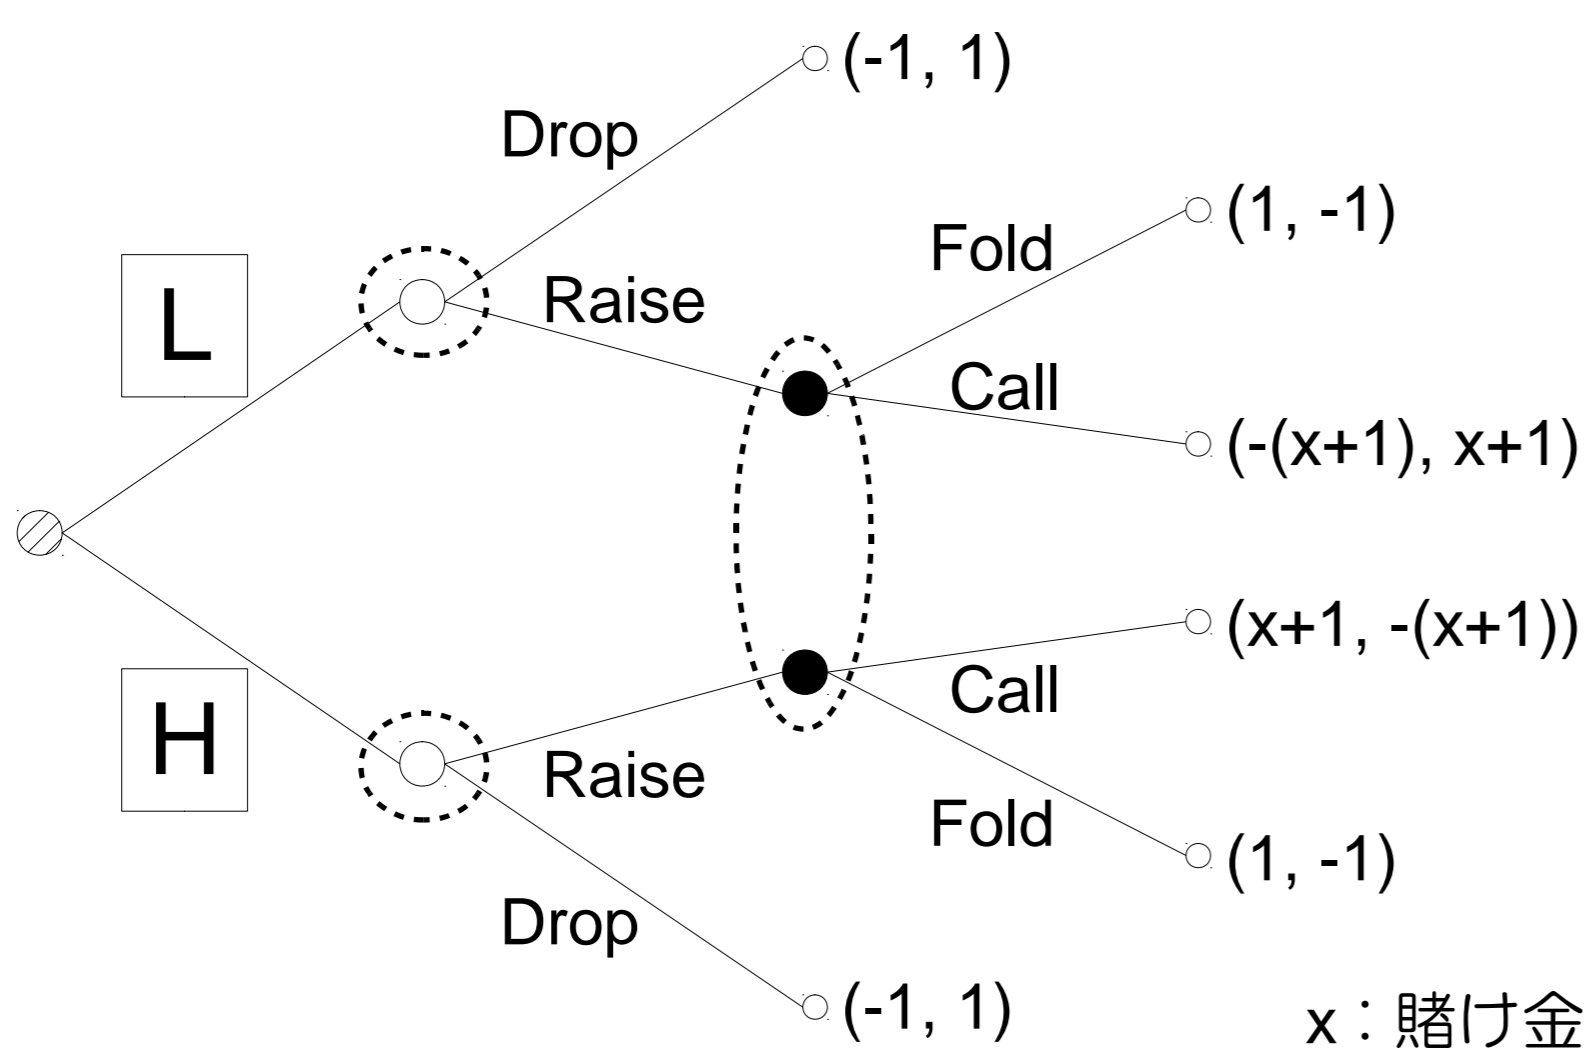 (-1, 1)
Drop
(1, -1)
Fold
L
Raise
Call
(-(x+1), x+1)
(x+1, -(x+1))
Call
H
Raise
Fold
(1, -1)
Drop
(-1, 1)
x：賭け金